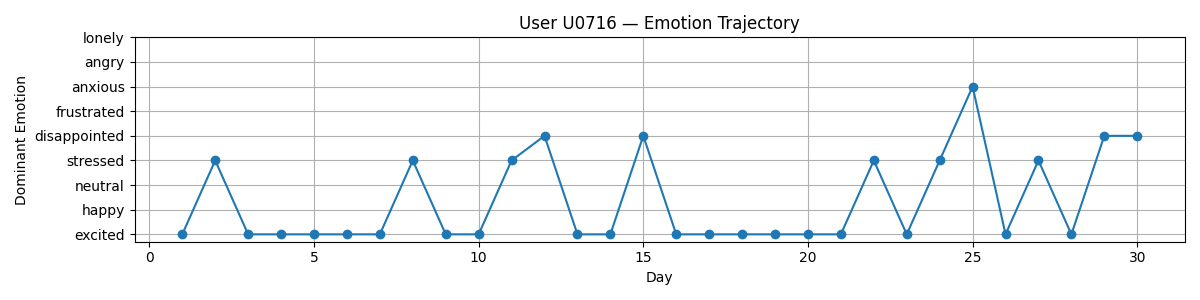 User U0716 — Emotion Trajectory
Dominant Emotion
lonely
angry
anxious
frustrated
disappointed
stressed
neutral
happy
excited
0 5 10 15 20 25 30
Day